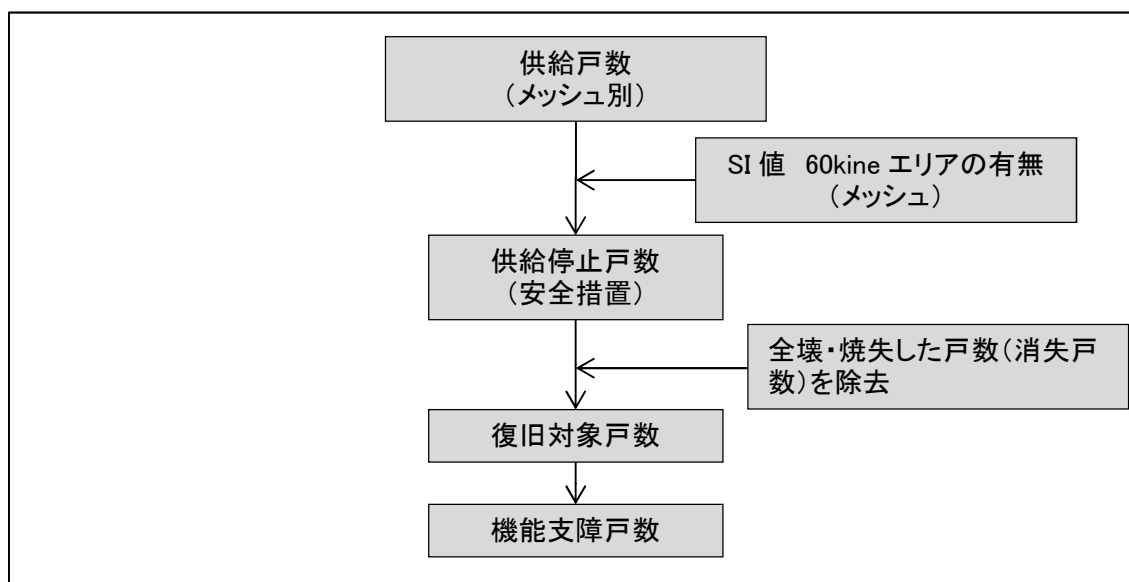 供給戸数
（メッシュ別）
SI 値　60kine エリアの有無
（メッシュ）
供給停止戸数
（安全措置）
全壊・焼失した戸数（消失戸
数）を除去
復旧対象戸数
機能支障戸数